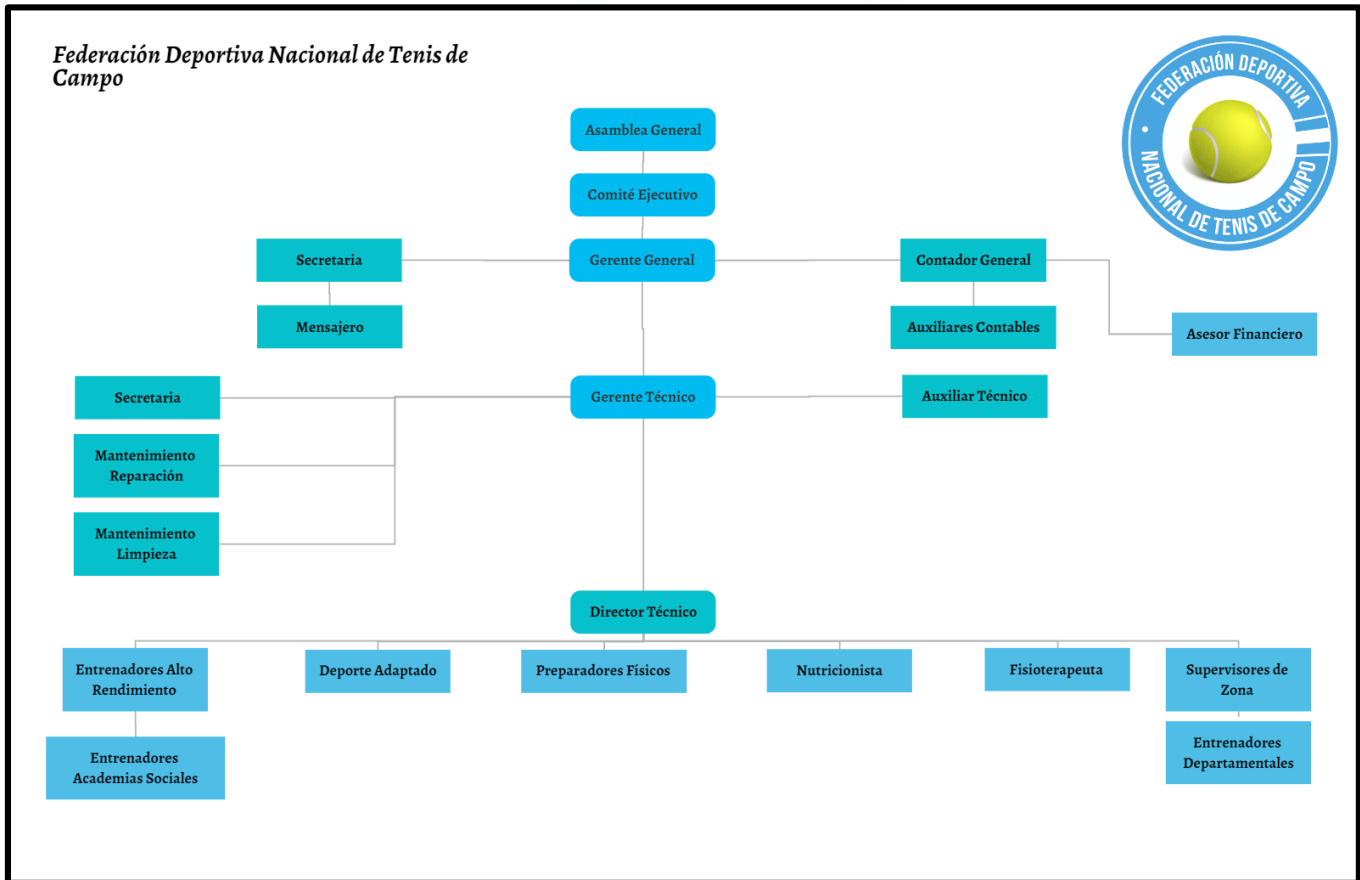 Federación Deportiva Nacional de Tenis de
Campo
FEDERACIÓN DEPORTIVA
NACIONAL DE TENIS DE CAMPO
Asamblea General
Comité Ejecutivo
Secretaria
Gerente General
Contador General
Mensajero
Auxiliares Contables
Asesor Financiero
Secretaria
Gerente Técnico
Auxiliar Técnico
Mantenimiento
Reparación
Mantenimiento
Limpieza
Director Técnico
Entrenadores Alto
Rendimiento
Deporte Adaptado
Preparadores Físicos
Nutricionista
Fisioterapeuta
Supervisores de
Zona
Entrenadores
Academias Sociales
Entrenadores
Departamentales